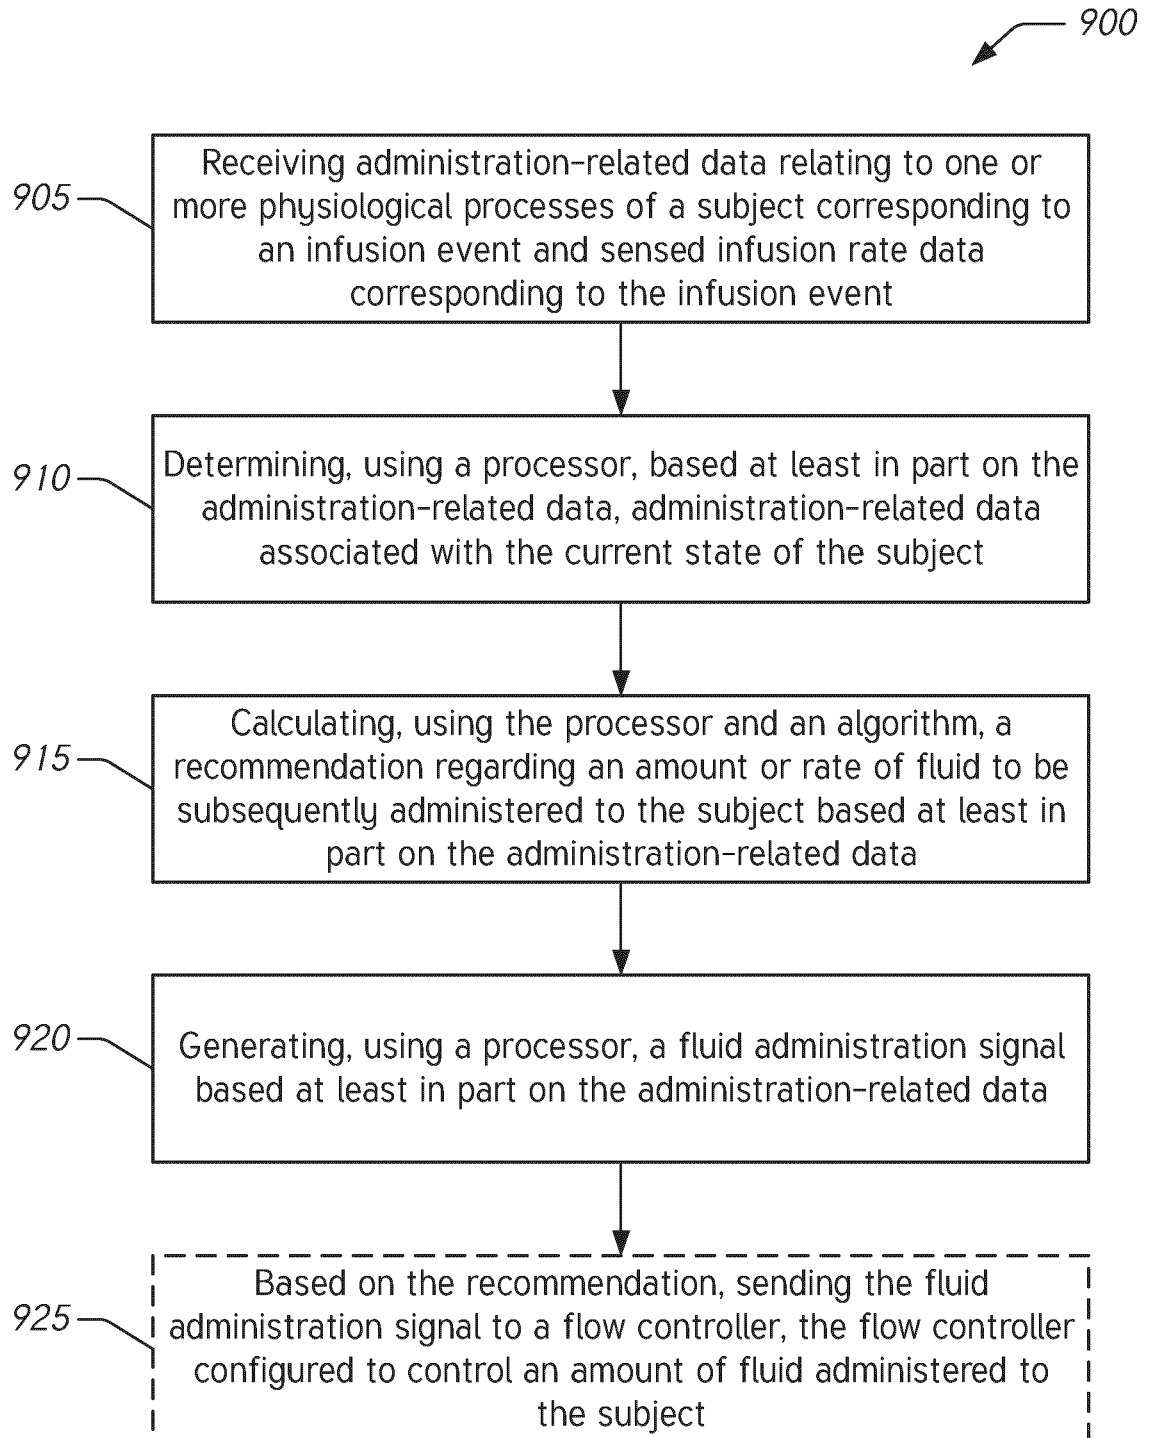 900
905
Receiving administration-related data relating to one or
more physiological processes of a subject corresponding to
an infusion event and sensed infusion rate data
corresponding to the infusion event
910
Determining, using a processor, based at least in part on the
administration-related data, administration-related data
associated with the current state of the subject
915
Calculating, using the processor and an algorithm, a
recommendation regarding an amount or rate of fluid to be
subsequently administered to the subject based at least in
part on the administration-related data
920
Generating, using a processor, a fluid administration signal
based at least in part on the administration-related data
925
Based on the recommendation, sending the fluid
administration signal to a flow controller, the flow controller
configured to control an amount of fluid administered to
the subject